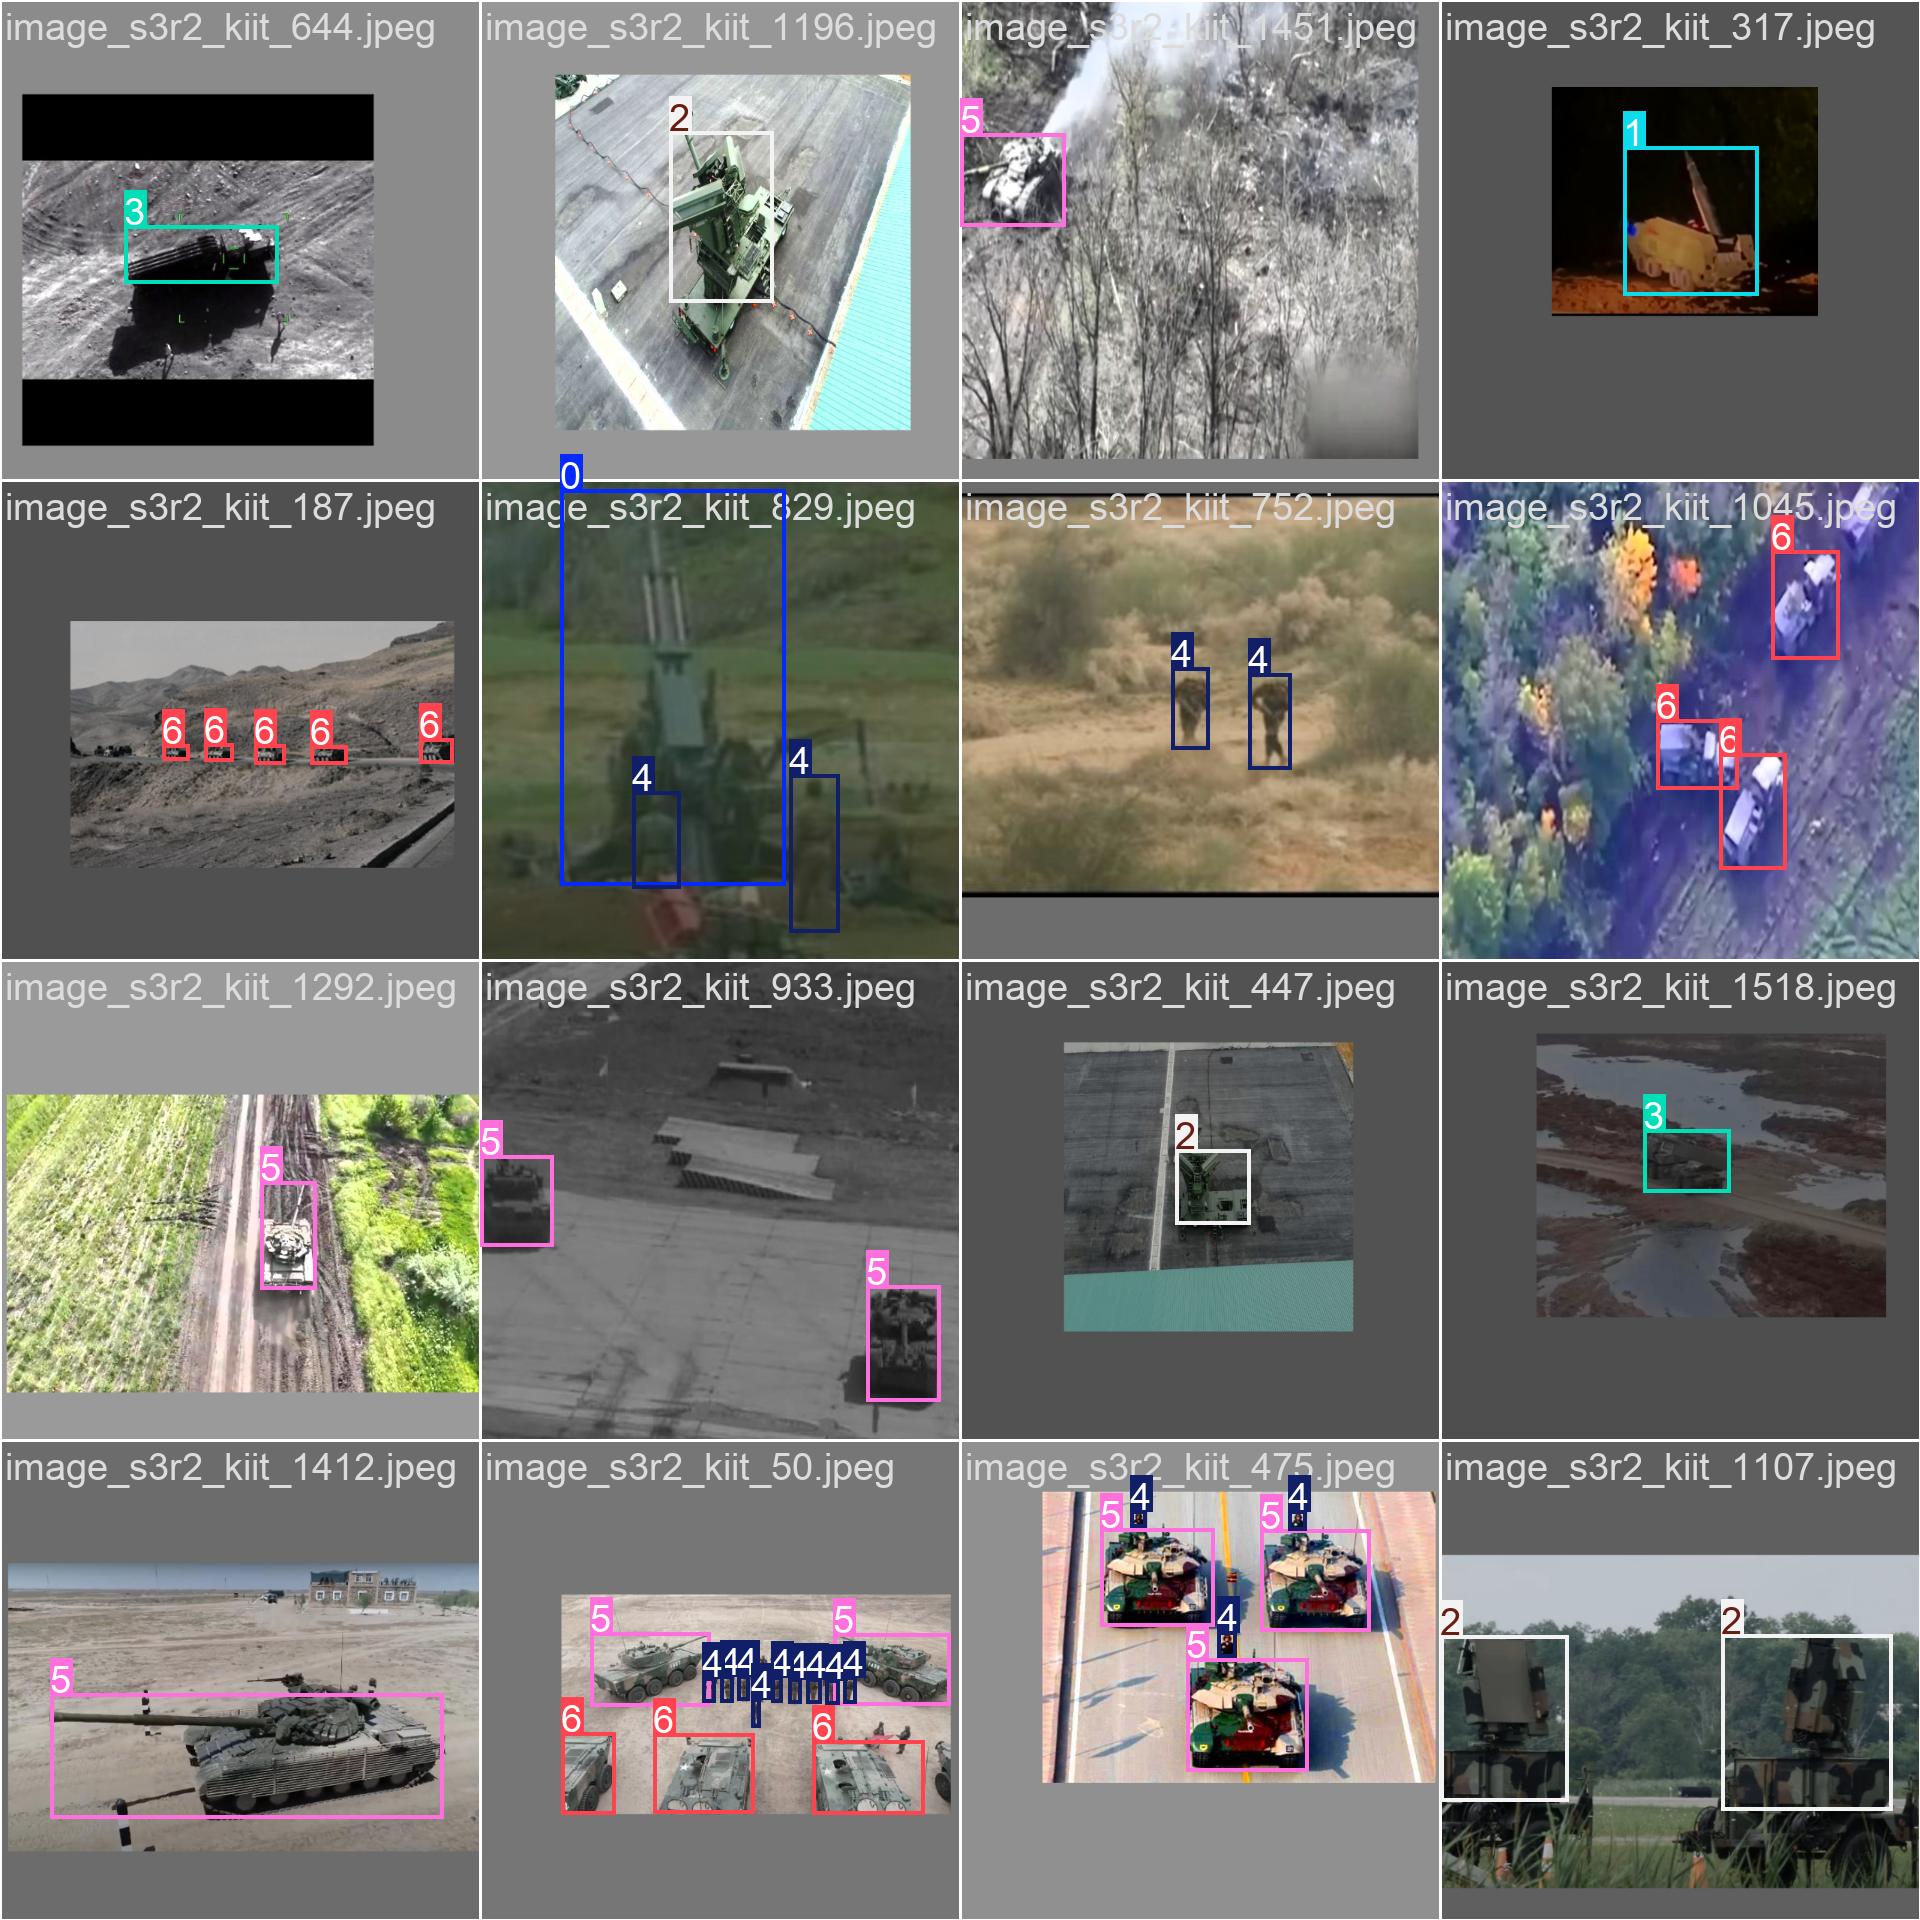 image_s3r2_kiit_644.jpeg
image_s3r2_kiit_1196.jpeg
image_s3r2_kiit_1451.jpeg
image_s3r2_kiit_317.jpeg
3
2
5
1
image_s3r2_kiit_187.jpeg
image_s3r2_kiit_829.jpeg
image_s3r2_kiit_752.jpeg
image_s3r2_kiit_1045.jpeg
6 6 6 6 6
0
4
4
4 4
6
6
6
image_s3r2_kiit_1292.jpeg
image_s3r2_kiit_933.jpeg
image_s3r2_kiit_447.jpeg
image_s3r2_kiit_1518.jpeg
5
5
5
2
3
image_s3r2_kiit_1412.jpeg
image_s3r2_kiit_50.jpeg
image_s3r2_kiit_475.jpeg
image_s3r2_kiit_1107.jpeg
5
5 5
4 4 4 4 4 4 4 4
4
6 6 6
4 4
5 5
4
5
2 2